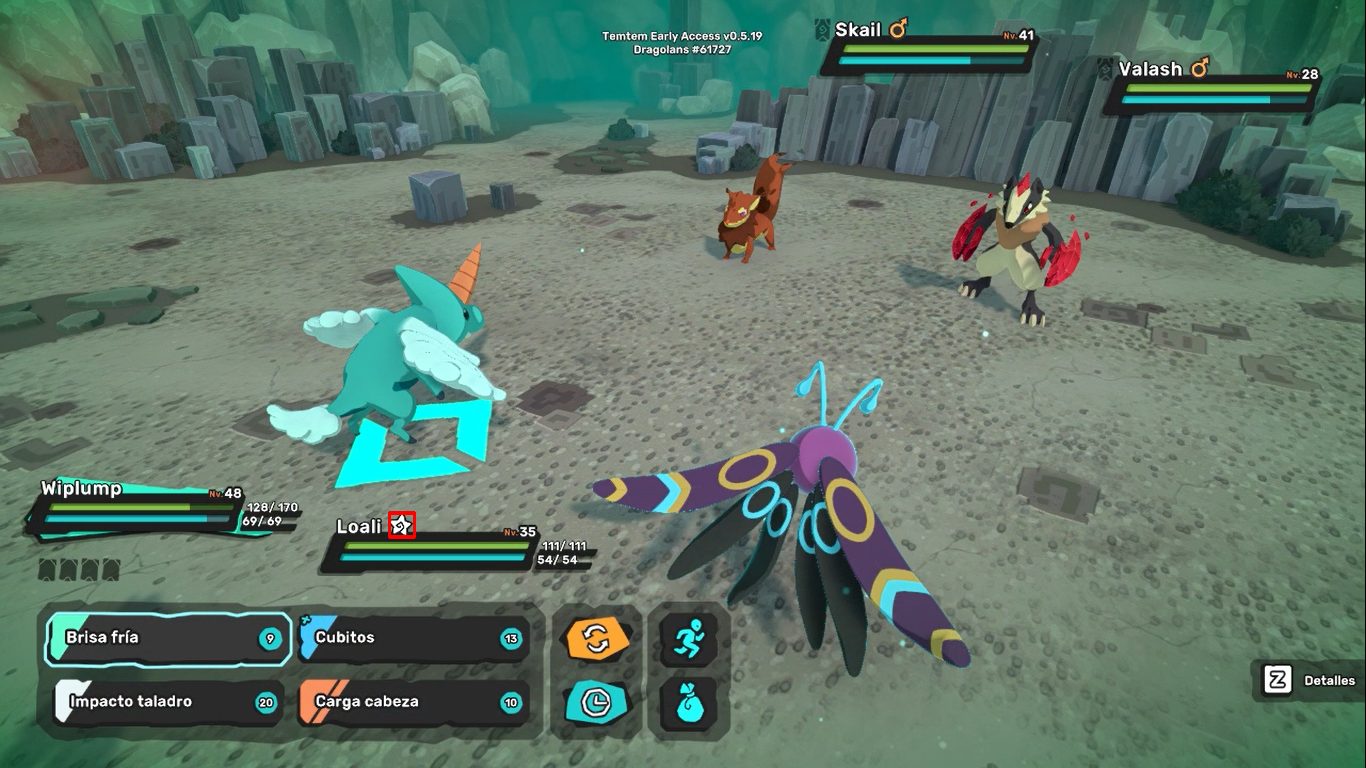 Skail
Nv. 41
Temtem Early Access v0.5.19
Dragolans #61727
Valash
Nv. 28
Wiplump
Nv. 48
128/ 170
69/ 69
Loali
Nv. 35
111/ 111
54/ 54
Brisa fría 9
Cubitos 13
Impacto taladro 20
Carga cabeza 10
Z Detalles